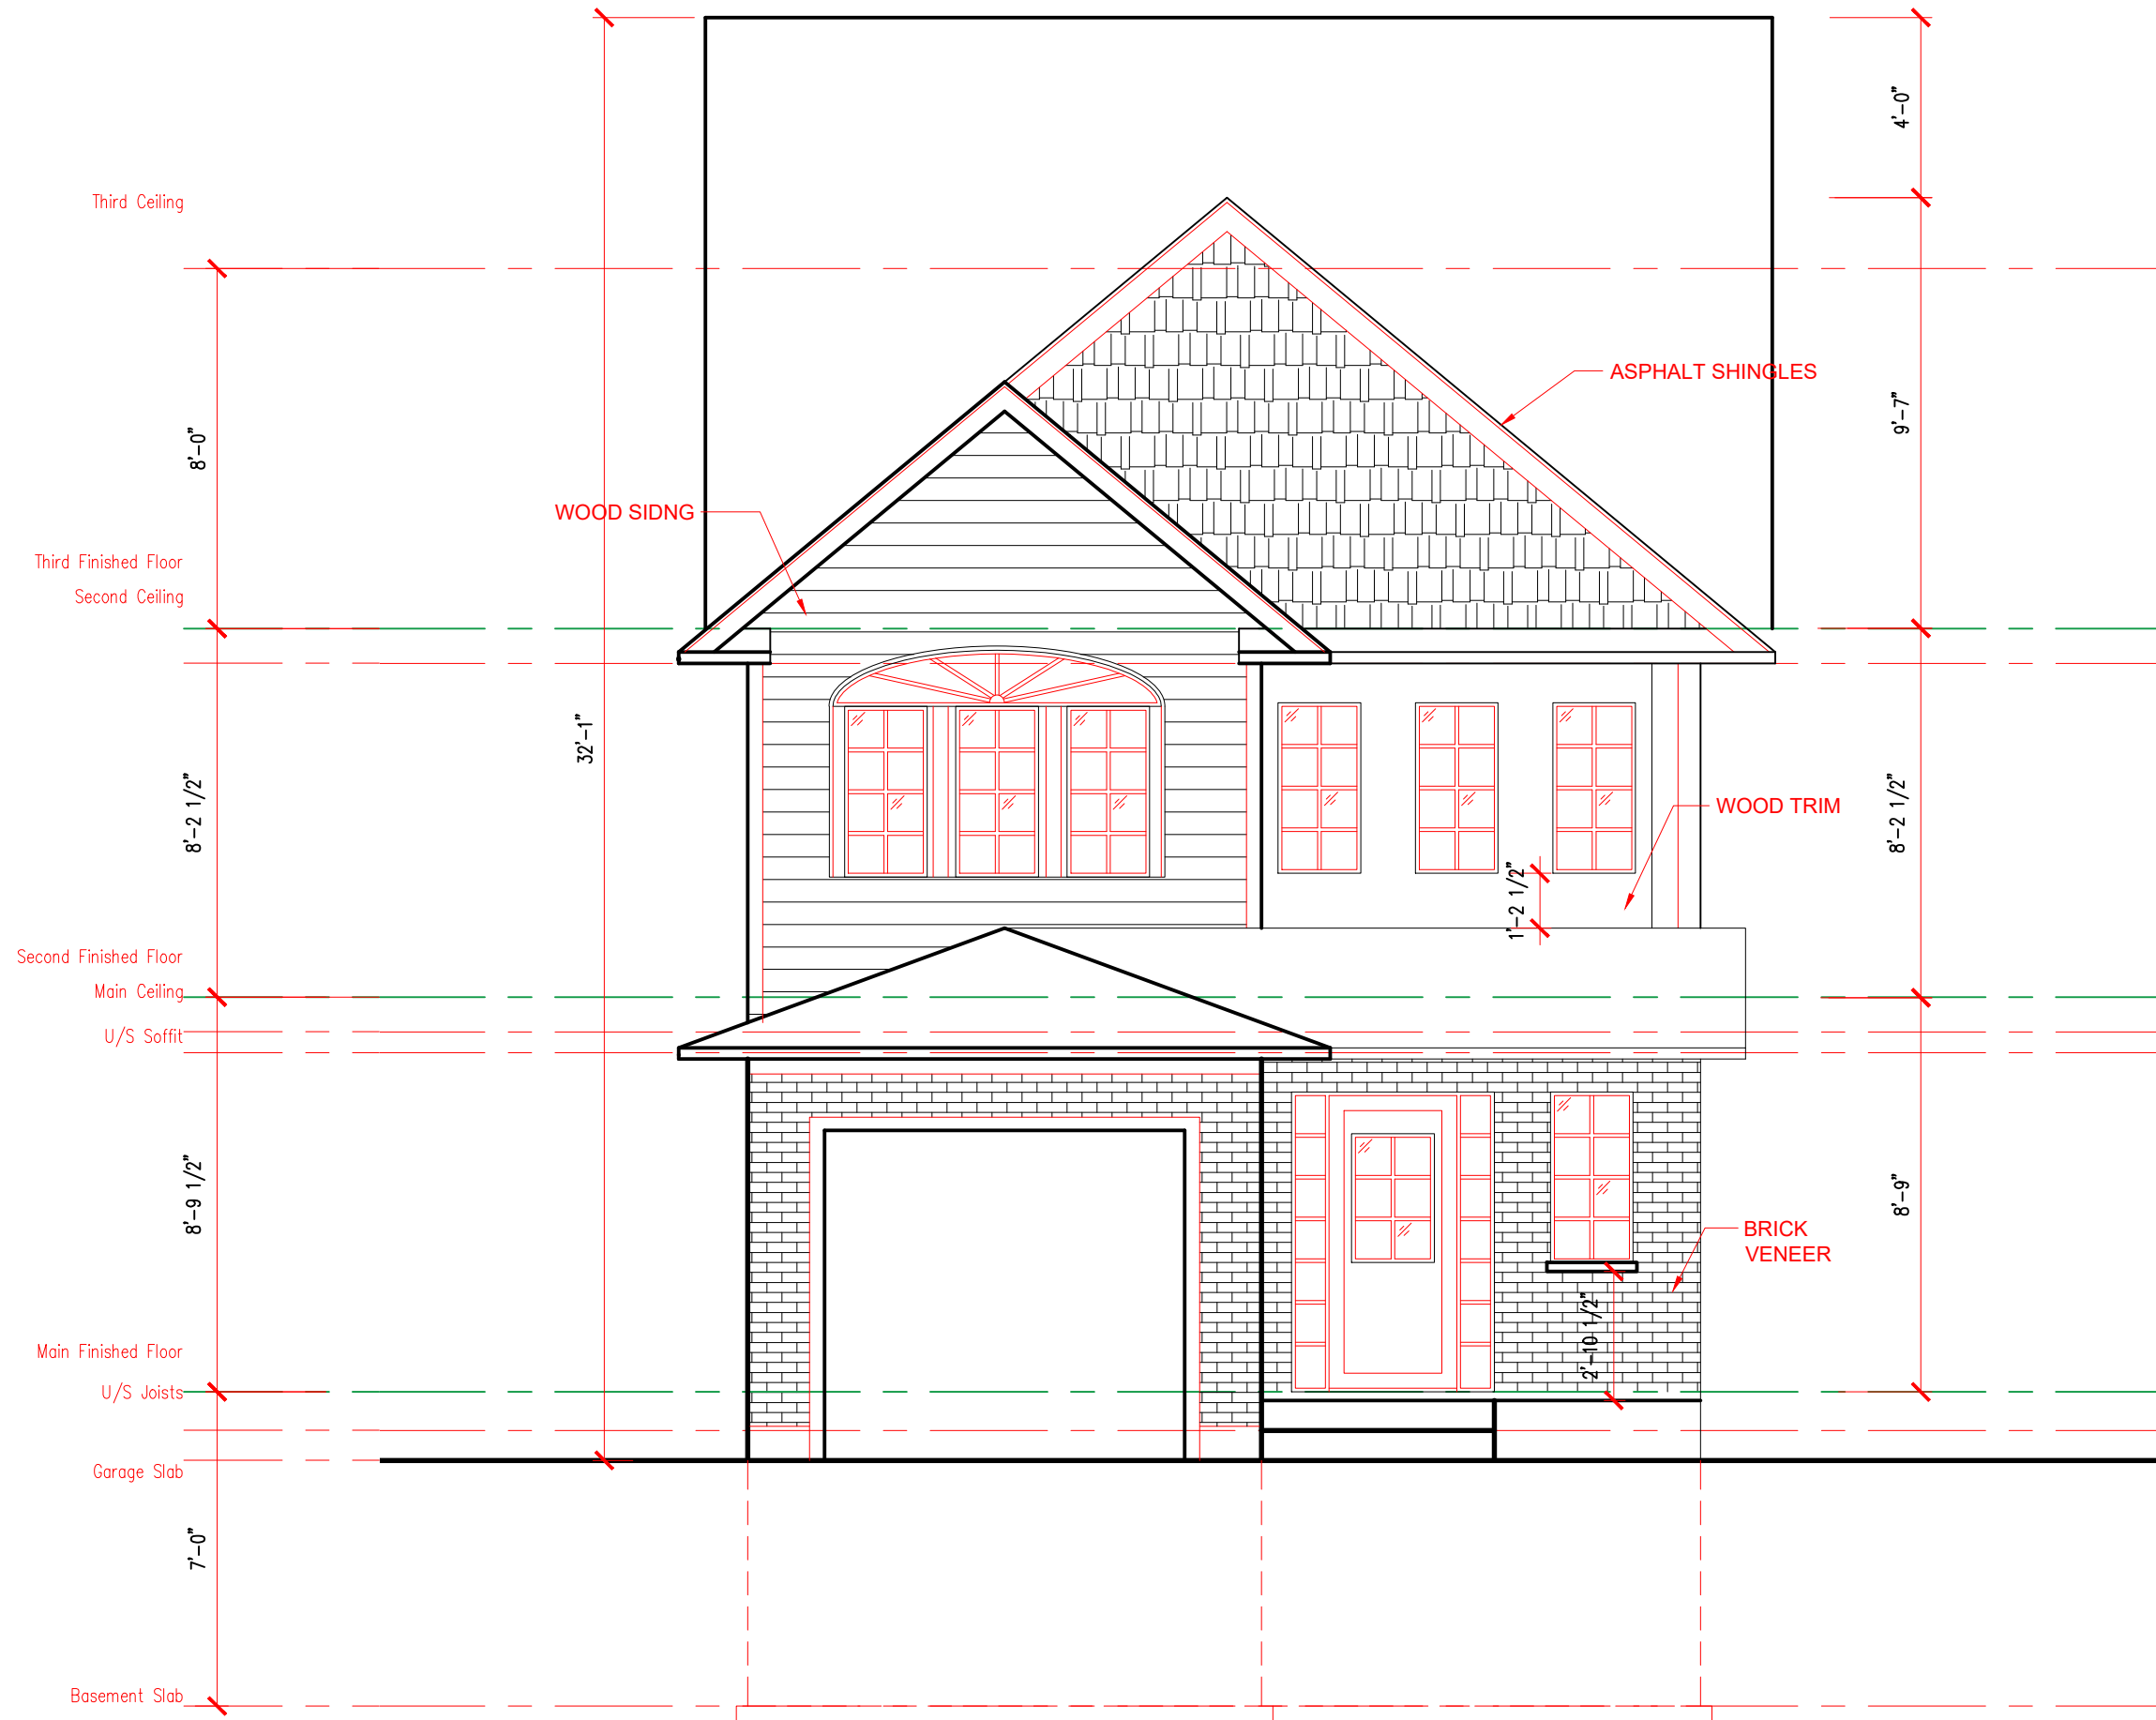 4'-0"
Third Ceiling
ASPHALT SHINGLES
9'-7"
8'-0"
WOOD SIDNG
Third Finished Floor
Second Ceiling
32'-1"
8'-2 1/2"
8'-2 1/2"
WOOD TRIM
1'-2 1/2"
Second Finished Floor
Main Ceiling
U/S Soffit
8'-9 1/2"
8'-9"
BRICK
VENEER
2'-10 1/2"
Main Finished Floor
U/S Joists
Garage Slab
7'-0"
Basement Slab